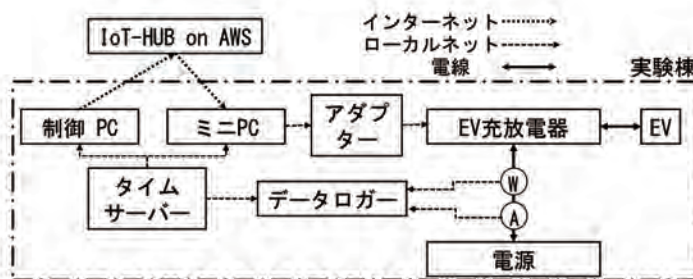 IoT-HUB on AWS
インターネット
ローカルネット
電線
実験棟
制御 PC
ミニPC
アダプ
ター
EV充放電器
EV
タイム
サーバー
データロガー
W
A
電源